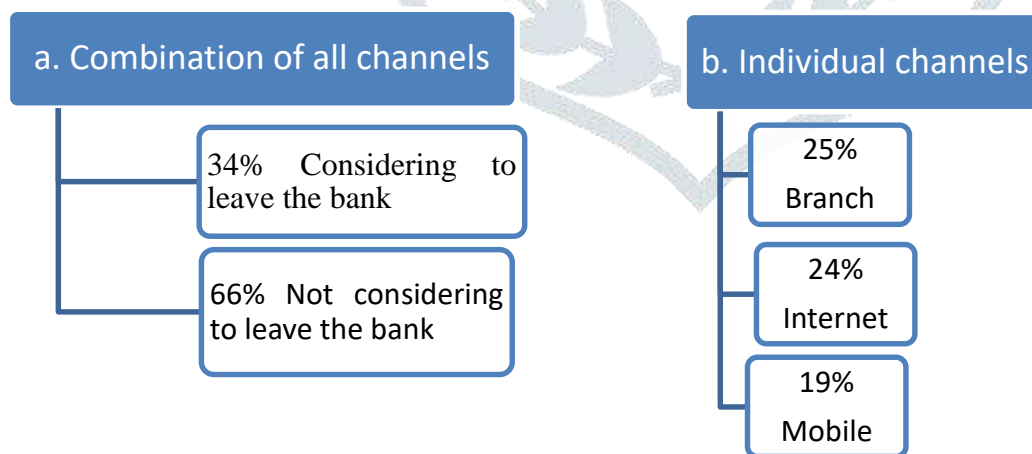 a. Combination of all channels
34% Considering to
leave the bank
66% Not considering
to leave the bank
b. Individual channels
25%
Branch
24%
Internet
19%
Mobile